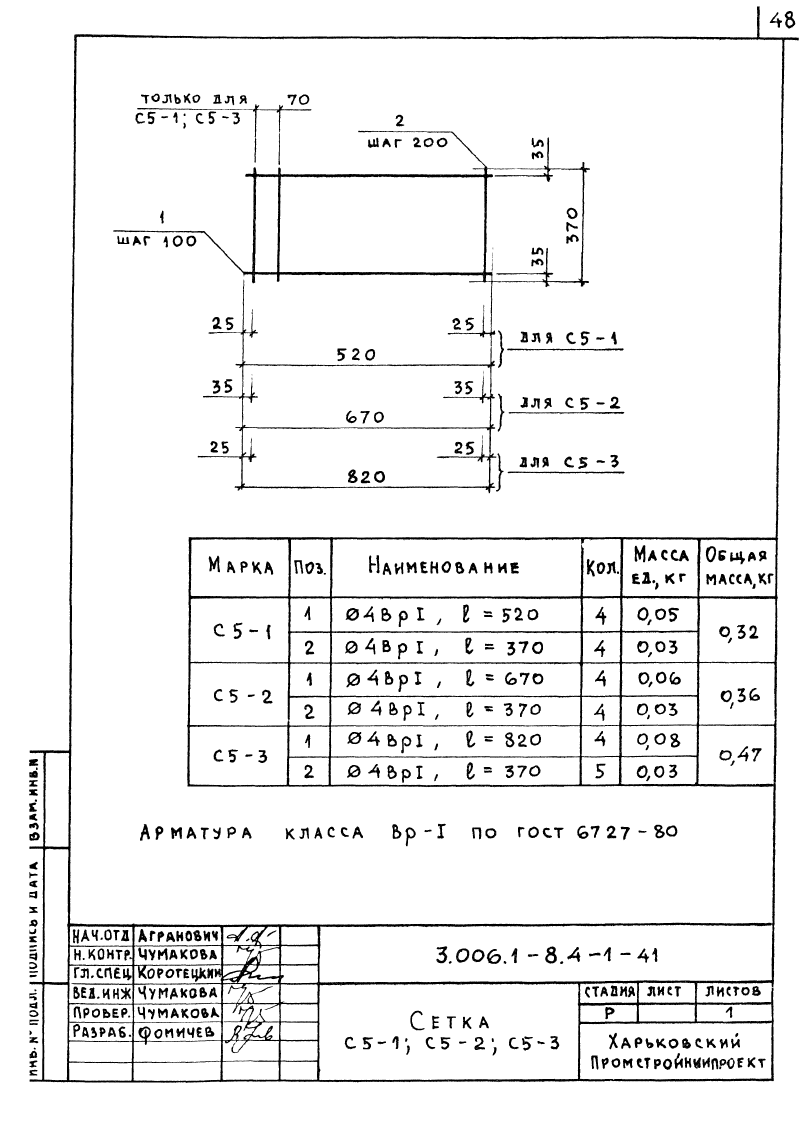 48
ТОЛЬКО ДЛЯ
С5-1; С5-3
70
2
ШАГ 200
35
370
35
1
ШАГ 100
25
25
ДЛЯ С5-1
520
35
35
ДЛЯ С5-2
670
25
25
ДЛЯ С5-3
820
МАРКА ПОЗ. НАИМЕНОВАНИЕ КОЛ. МАССА ЕД., КГ ОБЩАЯ МАССА, КГ
С5-1 1 Ø4ВрI, ℓ = 520 4 0,05 0,32
2 Ø4ВрI, ℓ = 370 4 0,03
С5-2 1 Ø4ВрI, ℓ = 670 4 0,06 0,36
2 Ø4ВрI, ℓ = 370 4 0,03
С5-3 1 Ø4ВрI, ℓ = 820 4 0,08 0,47
2 Ø4ВрI, ℓ = 370 5 0,03
АРМАТУРА КЛАССА Вр-I ПО ГОСТ 6727-80
ВЗАМ. ИНВ.N
ПОДПИСЬ И ДАТА
ИНВ. N° ПОДЛ.
НАЧ.ОТД АГРАНОВИЧ
Н.КОНТР. ЧУМАКОВА
ГЛ.СПЕЦ КОРОТЕЦКИЙ
ВЕД.ИНЖ ЧУМАКОВА
ПРОВЕР. ЧУМАКОВА
РАЗРАБ. ФОМИЧЕВ
3.006.1-8.4-1-41
СЕТКА
С5-1; С5-2; С5-3
СТАДИЯ ЛИСТ ЛИСТОВ
Р 1
ХАРЬКОВСКИЙ
ПРОМСТРОЙНИИПРОЕКТ